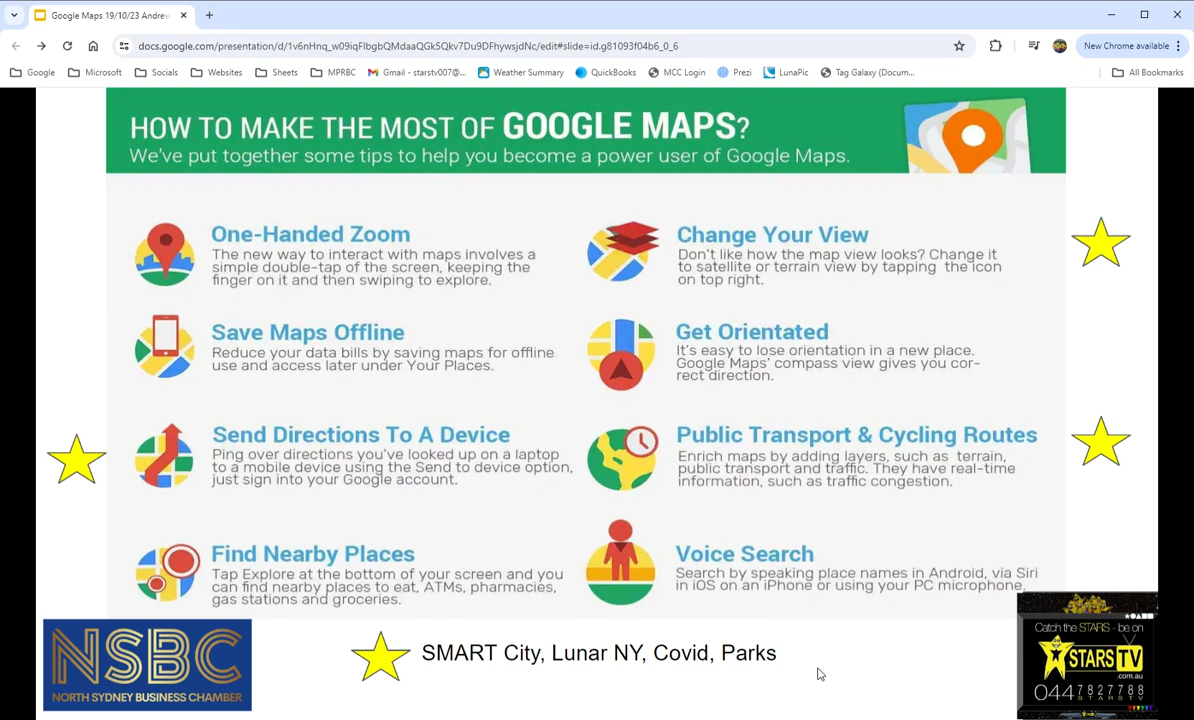 Google Maps 19/10/23 Andrew
docs.google.com/presentation/d/1v6nHnq_w09iqFIbgbQMdaaQGk5Qkv7Du9DFhywsjdNc/edit#slide=id.g81093f04b6_0_6
New Chrome available
Google
Microsoft
Socials
Websites
Sheets
MPRBC
Gmail - starstv007@...
Weather Summary
QuickBooks
MCC Login
Prezi
LunaPic
Tag Galaxy (Docum...
All Bookmarks
HOW TO MAKE THE MOST OF GOOGLE MAPS?
We've put together some tips to help you become a power user of Google Maps.
One-Handed Zoom
The new way to interact with maps involves a
simple double-tap of the screen, keeping the
finger on it and then swiping to explore.
Change Your View
Don't like how the map view looks? Change it
to satellite or terrain view by tapping the icon
on top right.
Save Maps Offline
Reduce your data bills by saving maps for offline
use and access later under Your Places.
Get Orientated
It's easy to lose orientation in a new place.
Google Maps' compass view gives you cor-
rect direction.
Send Directions To A Device
Ping over directions you've looked up on a laptop
to a mobile device using the Send to device option,
just sign into your Google account.
Public Transport & Cycling Routes
Enrich maps by adding layers, such as terrain,
public transport and traffic. They have real-time
information, such as traffic congestion.
Find Nearby Places
Tap Explore at the bottom of your screen and you
can find nearby places to eat, ATMs, pharmacies,
gas stations and groceries.
Voice Search
Search by speaking place names in Android, via Siri
in iOS on an iPhone or using your PC microphone.
NSBC
NORTH SYDNEY BUSINESS CHAMBER
SMART City, Lunar NY, Covid, Parks
Catch the STARS - be on
STARS TV
.com.au
044 7827788
STARSTV